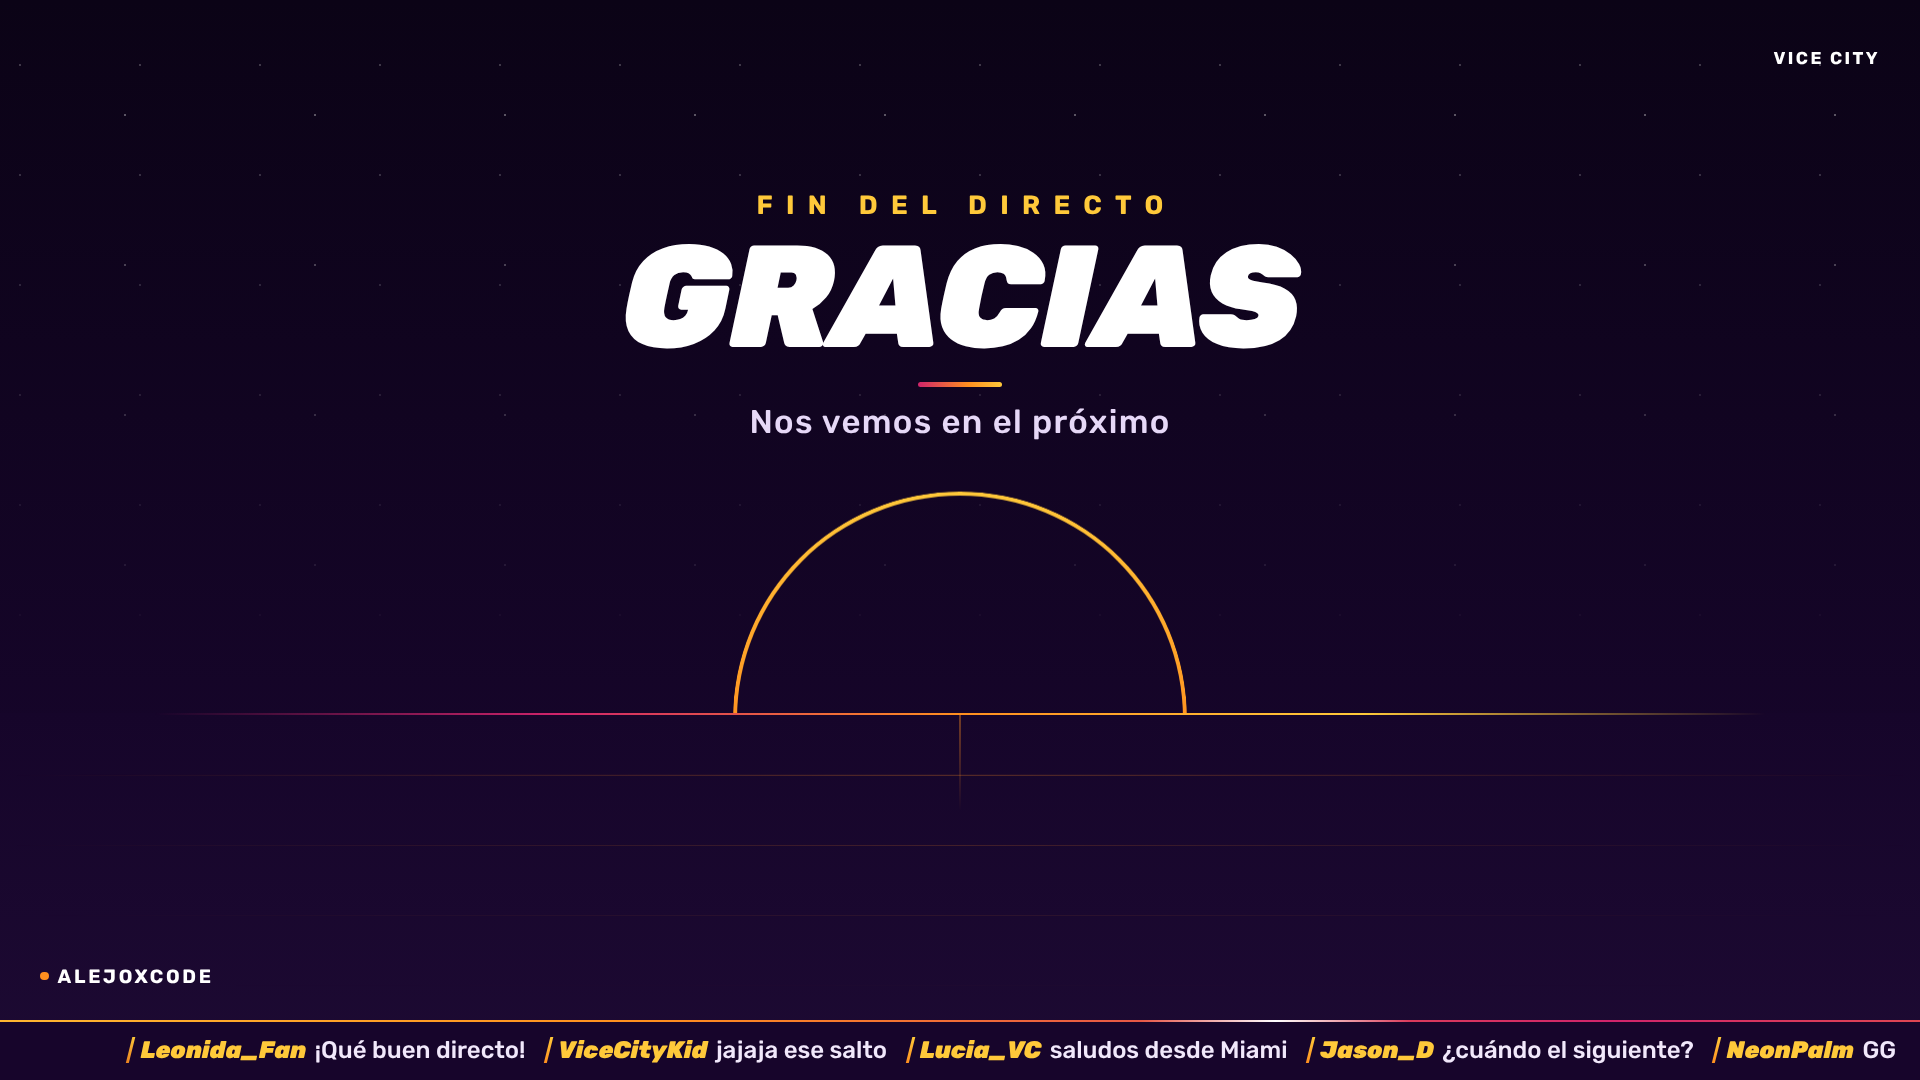 VICE CITY
FIN DEL DIRECTO
GRACIAS
Nos vemos en el próximo
ALEJOXCODE
/ Leonida_Fan ¡Qué buen directo! / ViceCityKid jajaja ese salto / Lucia_VC saludos desde Miami / Jason_D ¿cuándo el siguiente? / NeonPalm GG